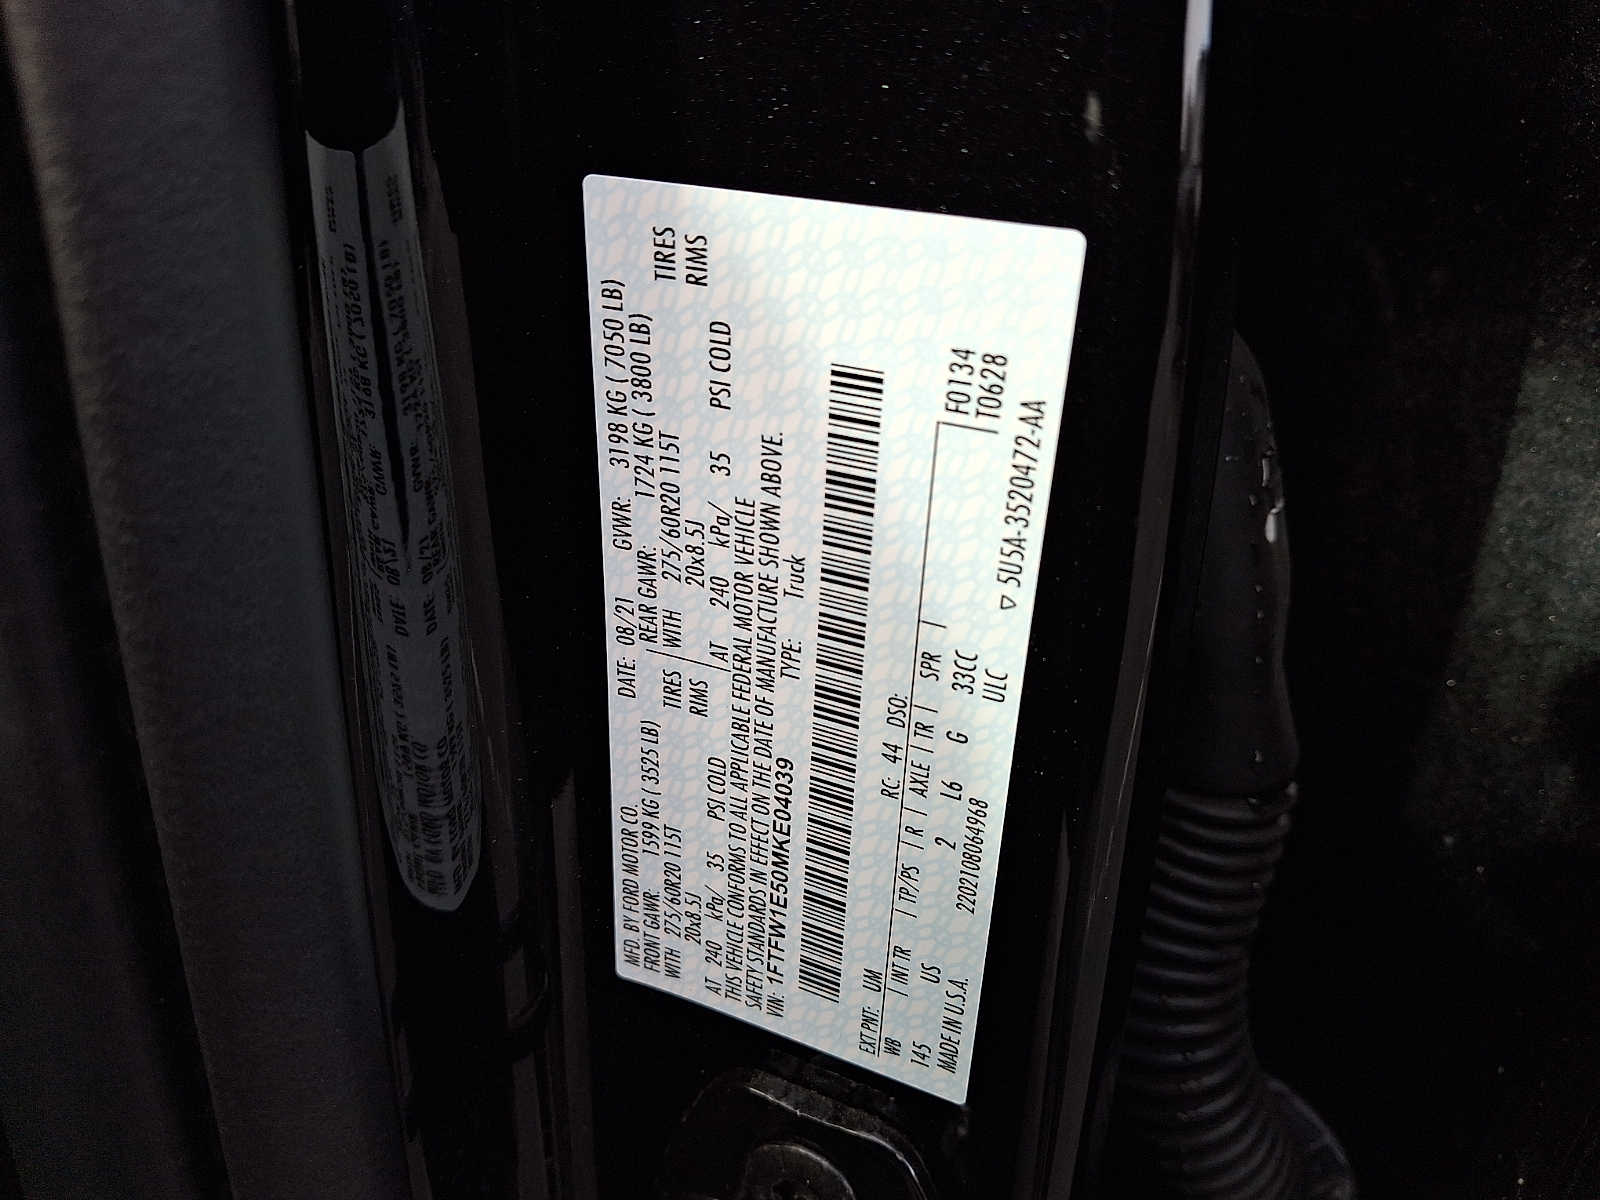 MFD. BY FORD MOTOR CO.
DATE: 08/21 GVWR: 3198 KG ( 7050 LB)
FRONT GAWR: 1599 KG ( 3525 LB)
REAR GAWR: 1724 KG ( 3800 LB)
WITH 275/60R20 115T TIRES
WITH 275/60R20 115T TIRES
20x8.5J RIMS
20x8.5J RIMS
AT 240 kPa/ 35 PSI COLD
AT 240 kPa/ 35 PSI COLD
THIS VEHICLE CONFORMS TO ALL APPLICABLE FEDERAL MOTOR VEHICLE
SAFETY STANDARDS IN EFFECT ON THE DATE OF MANUFACTURE SHOWN ABOVE.
VIN: 1FTFW1E50MKE04039 TYPE: Truck
EXT PNT: UM RC: 44 DSO: F0134
WB | INT TR | TP/PS | R | AXLE | TR | SPR | T0628
145 US 2 L6 G 33CC
MADE IN U.S.A. 2202108064968 ULC ▽ 5U5A-3520472-AA